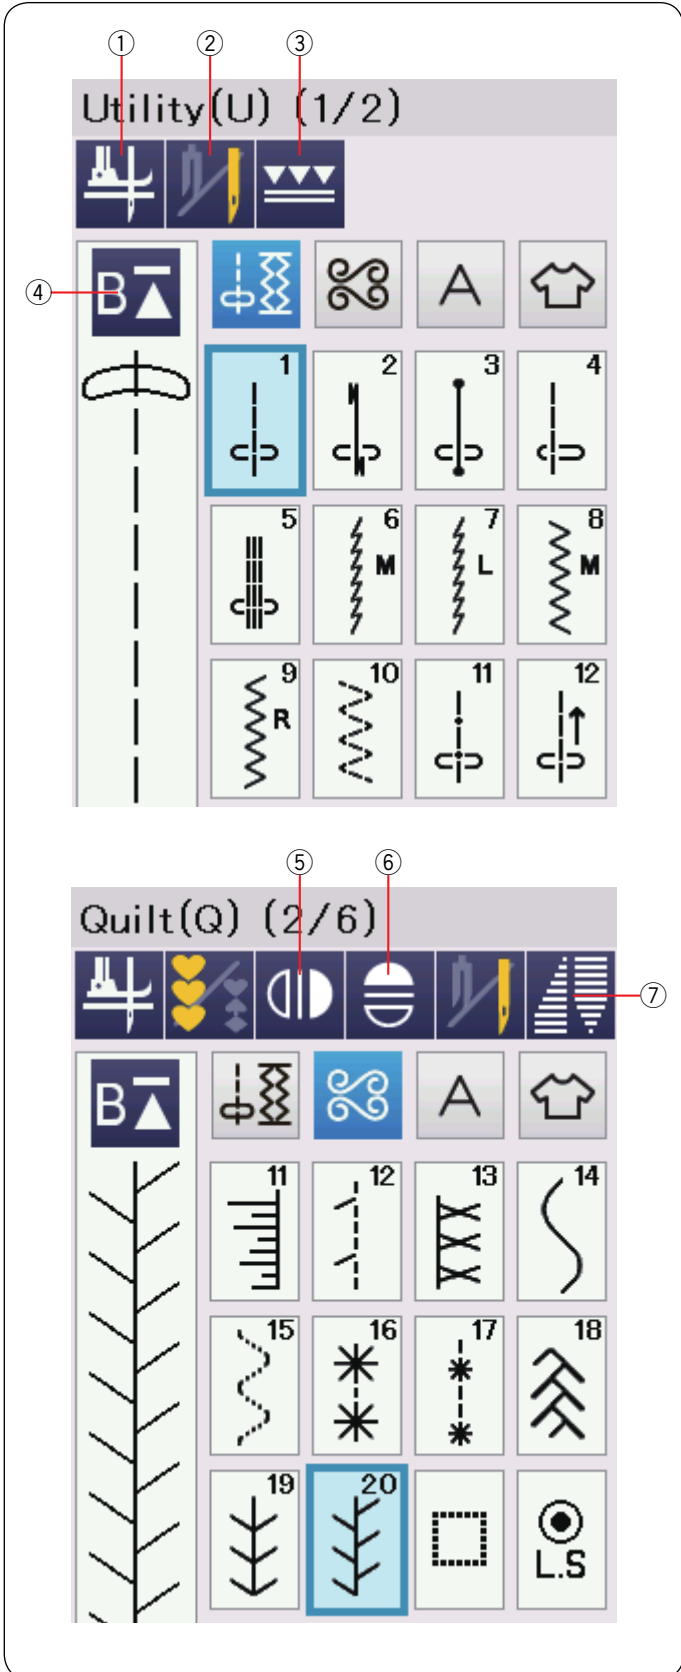 ① ② ③
Utility(U) (1/2)
④ B A
1 2 3 4
5 6 M 7 L 8 M
9 R 10 11 12
⑤ ⑥
Quilt(Q) (2/6)
⑦
B A
11 12 13 14
15 16 17 18
19 20
L.S